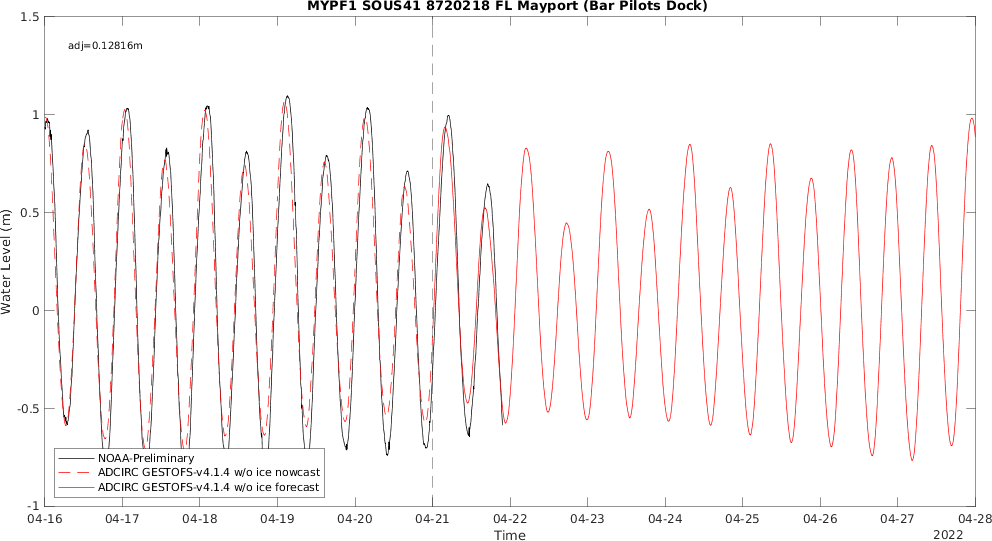 MYPF1 SOUS41 8720218 FL Mayport (Bar Pilots Dock)
adj=0.12816m
1.5
1
0.5
0
-0.5
-1
Water Level (m)
NOAA-Preliminary
ADCIRC GESTOFS-v4.1.4 w/o ice nowcast
ADCIRC GESTOFS-v4.1.4 w/o ice forecast
04-16 04-17 04-18 04-19 04-20 04-21 04-22 04-23 04-24 04-25 04-26 04-27 04-28
Time
2022